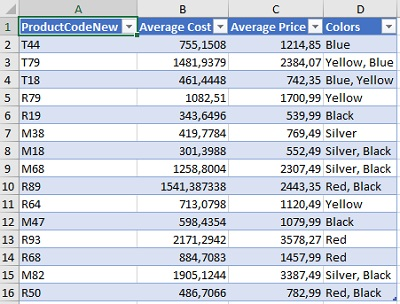 A B C D
1 ProductCodeNew Average Cost Average Price Colors
2 T44 755,1508 1214,85 Blue
3 T79 1481,9379 2384,07 Yellow, Blue
4 T18 461,4448 742,35 Blue, Yellow
5 R79 1082,51 1700,99 Yellow
6 R19 343,6496 539,99 Black
7 M38 419,7784 769,49 Silver
8 M18 301,3988 552,49 Silver, Black
9 M68 1258,8004 2307,49 Silver, Black
10 R89 1541,387338 2443,35 Red, Black
11 R64 713,0798 1120,49 Yellow
12 M47 598,4354 1079,99 Black
13 R93 2171,2942 3578,27 Red
14 R68 884,7083 1457,99 Red
15 M82 1905,1244 3387,49 Silver, Black
16 R50 486,7066 782,99 Red, Black